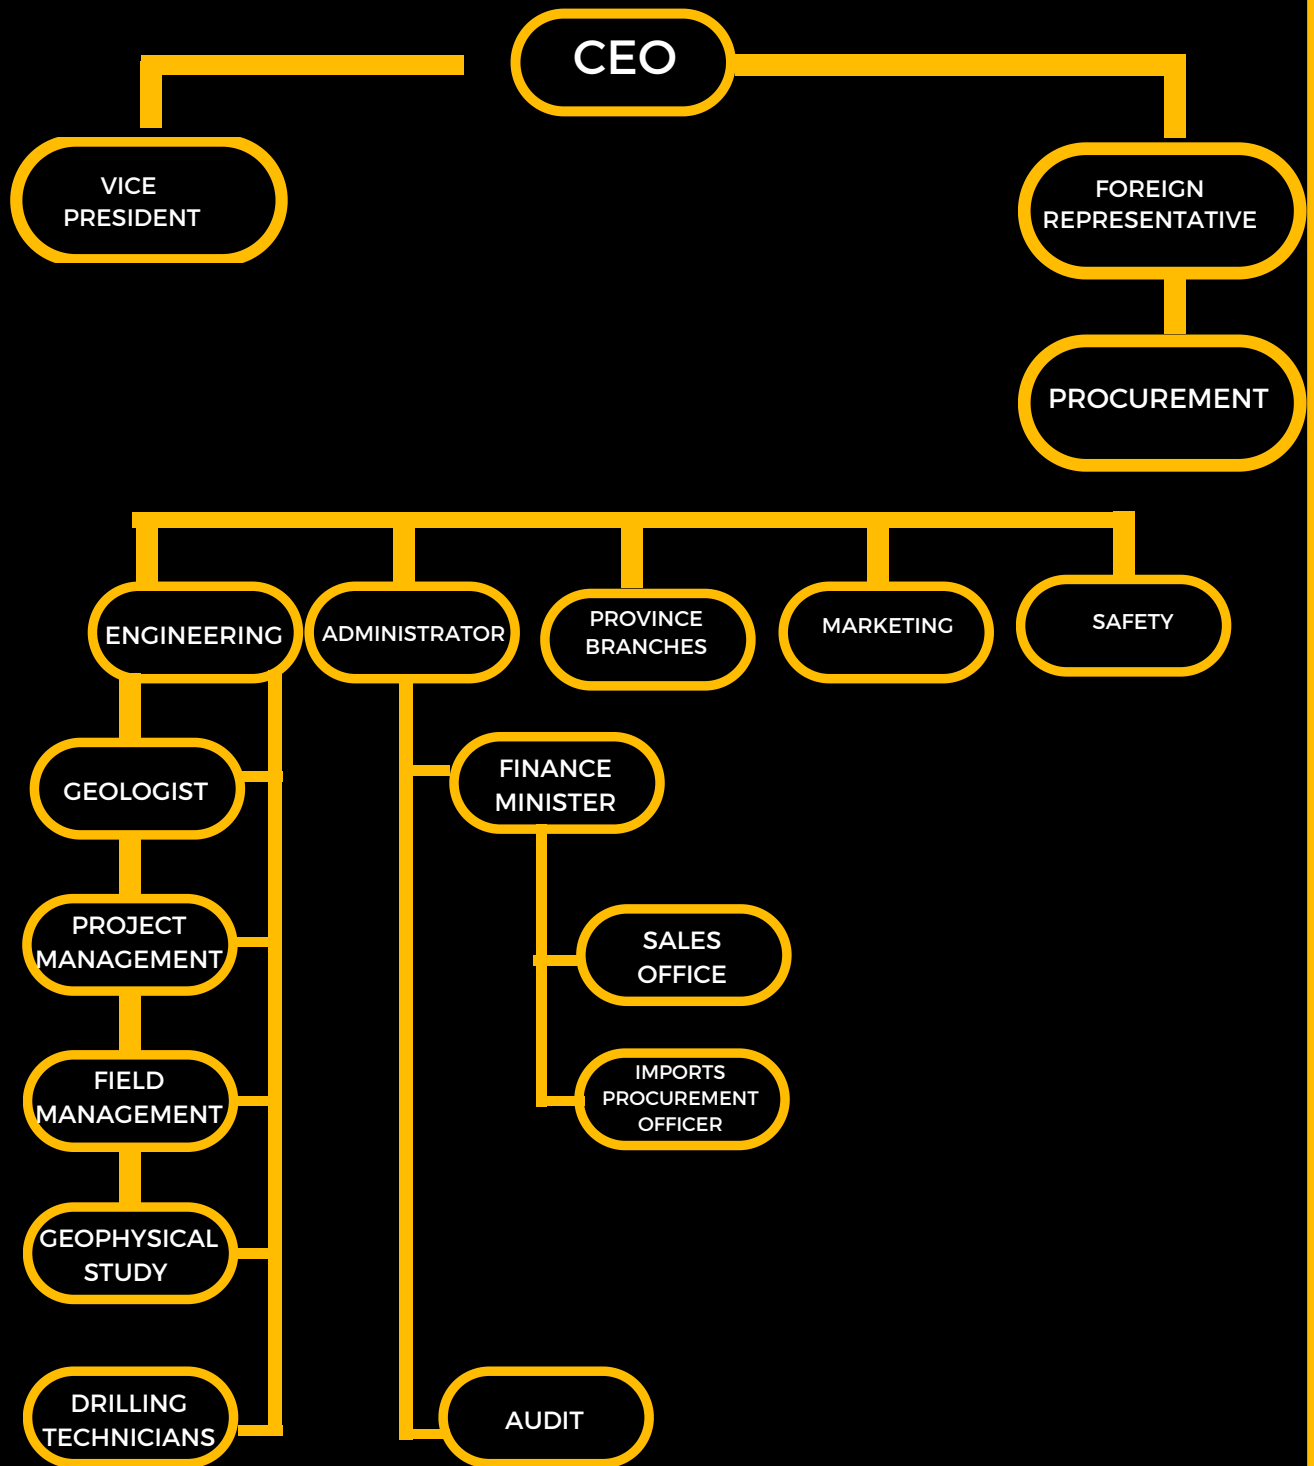 CEO
VICE
PRESIDENT
FOREIGN
REPRESENTATIVE
PROCUREMENT
ENGINEERING
ADMINISTRATOR
PROVINCE
BRANCHES
MARKETING
SAFETY
GEOLOGIST
FINANCE
MINISTER
PROJECT
MANAGEMENT
SALES
OFFICE
FIELD
MANAGEMENT
IMPORTS
PROCUREMENT
OFFICER
GEOPHYSICAL
STUDY
DRILLING
TECHNICIANS
AUDIT